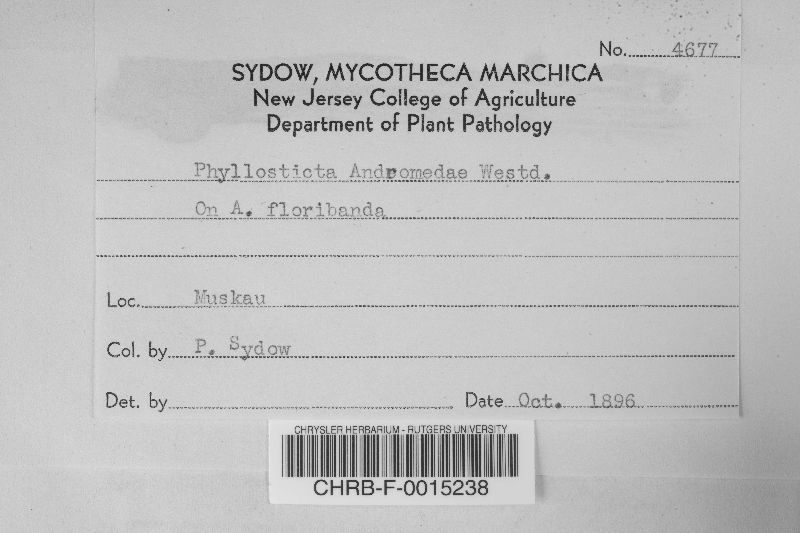 No. 4677
SYDOW, MYCOTHECA MARCHICA
New Jersey College of Agriculture
Department of Plant Pathology
Phyllosticta Andromedae Westd.
On A. floribanda
Loc. Muskau
Col. by P. Sydow
Det. by Date Oct. 1896
CHRYSLER HERBARIUM - RUTGERS UNIVERSITY
CHRB-F-0015238